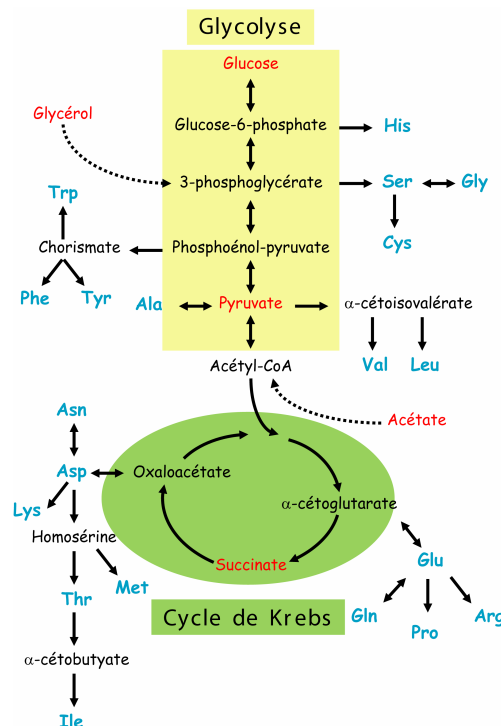 Glycolyse
Glucose
Glycérol
Glucose-6-phosphate
His
3-phosphoglycérate
Ser
Gly
Trp
Cys
Chorismate
Phosphoénol-pyruvate
Phe
Tyr
Ala
Pyruvate
α-cétoisovalérate
Acétyl-CoA
Val
Leu
Asn
Acétate
Asp
Oxaloacétate
Lys
α-cétoglutarate
Homosérine
Succinate
Glu
Met
Thr
Cycle de Krebs
Gln
Pro
Arg
α-cétobutyate
Ile